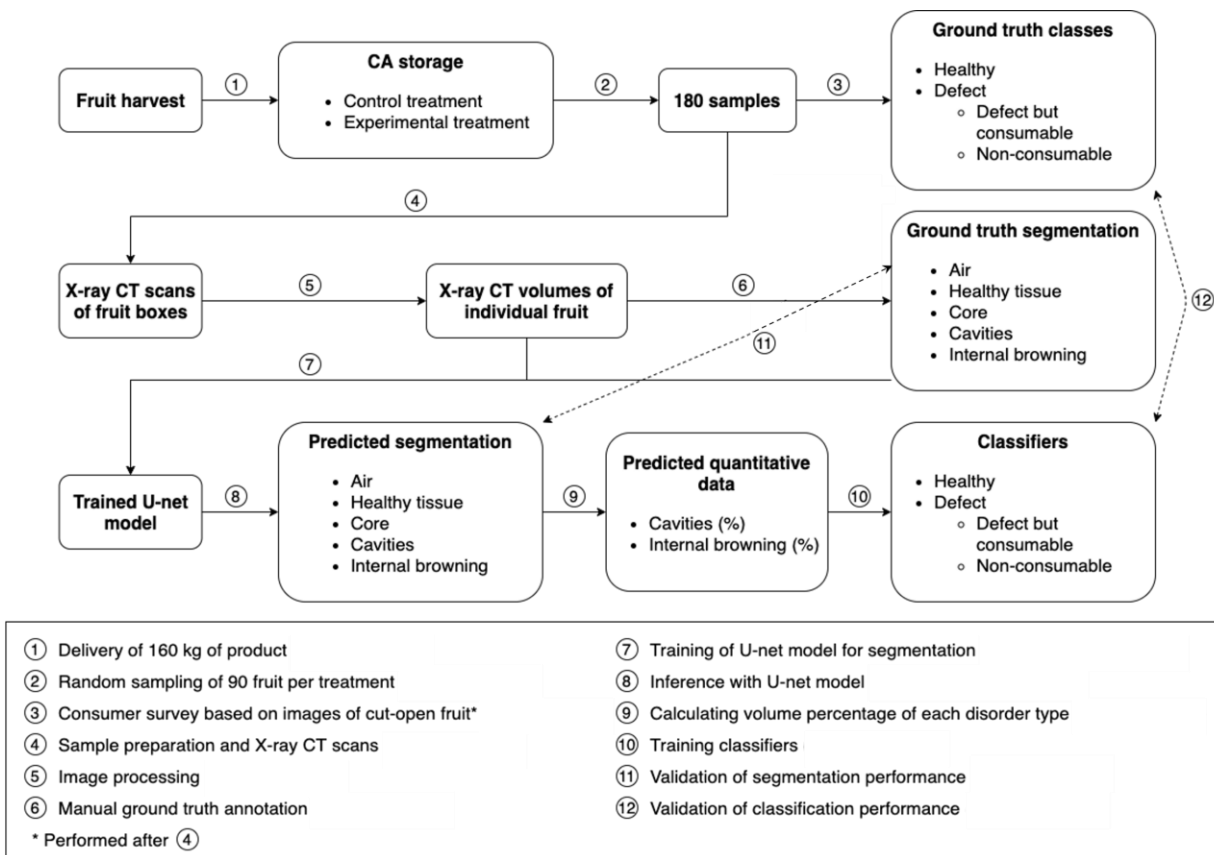 Fruit harvest
①
CA storage
• Control treatment
• Experimental treatment
②
180 samples
③
Ground truth classes
• Healthy
• Defect
○ Defect but
consumable
○ Non-consumable
④
X-ray CT scans
of fruit boxes
⑤
X-ray CT volumes of
individual fruit
⑥
Ground truth segmentation
• Air
• Healthy tissue
• Core
• Cavities
• Internal browning
⑫
⑪
⑦
Trained U-net
model
⑧
Predicted segmentation
• Air
• Healthy tissue
• Core
• Cavities
• Internal browning
⑨
Predicted quantitative
data
• Cavities (%)
• Internal browning (%)
⑩
Classifiers
• Healthy
• Defect
○ Defect but
consumable
○ Non-consumable
① Delivery of 160 kg of product
② Random sampling of 90 fruit per treatment
③ Consumer survey based on images of cut-open fruit*
④ Sample preparation and X-ray CT scans
⑤ Image processing
⑥ Manual ground truth annotation
* Performed after ④
⑦ Training of U-net model for segmentation
⑧ Inference with U-net model
⑨ Calculating volume percentage of each disorder type
⑩ Training classifiers
⑪ Validation of segmentation performance
⑫ Validation of classification performance